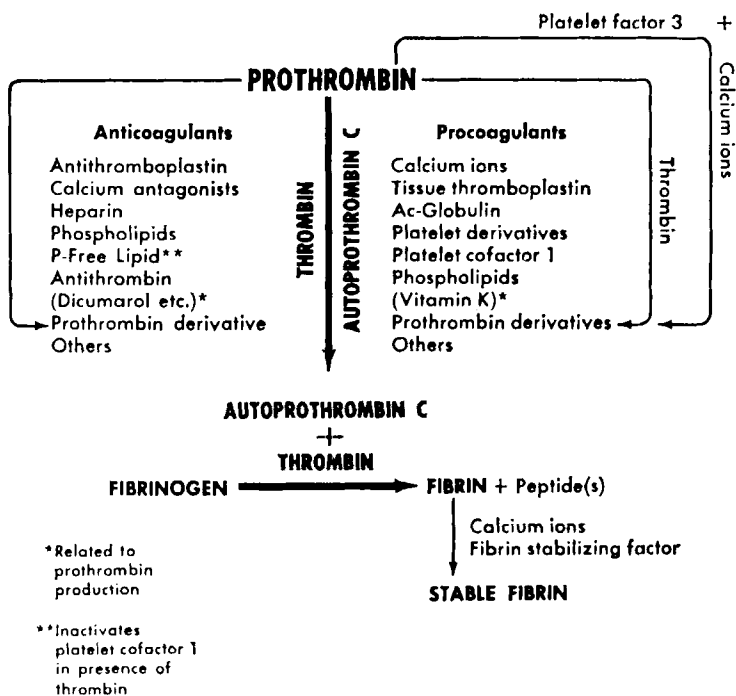 Platelet factor 3 +
Calcium ions
PROTHROMBIN
Thrombin
Anticoagulants
Antithromboplastin
Calcium antagonists
Heparin
Phospholipids
P-Free Lipid**
Antithrombin
(Dicumarol etc.)*
Prothrombin derivative
Others
THROMBIN
AUTOPROTHROMBIN C
Procoagulants
Calcium ions
Tissue thromboplastin
Ac-Globulin
Platelet derivatives
Platelet cofactor 1
Phospholipids
(Vitamin K)*
Prothrombin derivatives
Others
AUTOPROTHROMBIN C
+
THROMBIN
FIBRINOGEN FIBRIN + Peptide(s)
Calcium ions
Fibrin stabilizing factor
STABLE FIBRIN
*Related to
prothrombin
production
**Inactivates
platelet cofactor 1
in presence of
thrombin